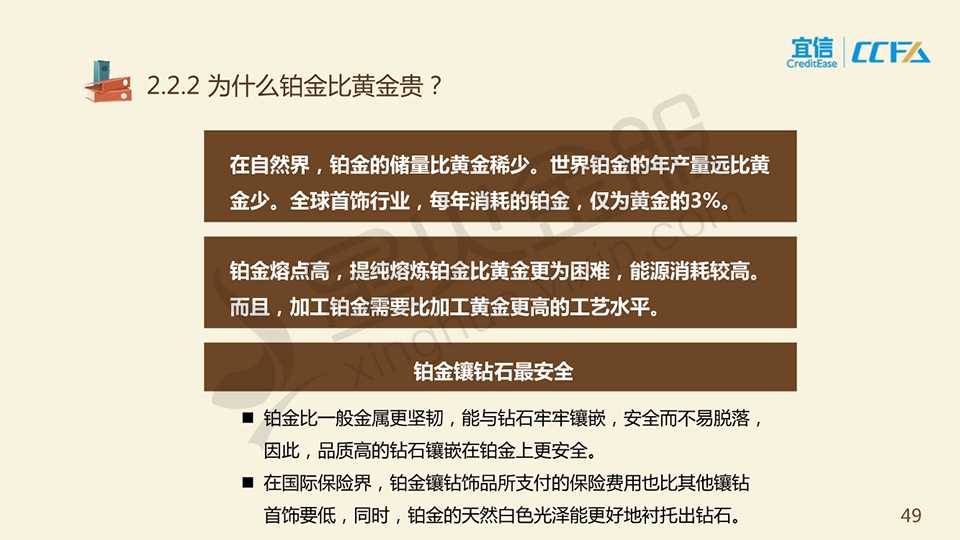 宜信
CreditEase
CCFA
2.2.2 为什么铂金比黄金贵？
在自然界，铂金的储量比黄金稀少。世界铂金的年产量远比黄
金少。全球首饰行业，每年消耗的铂金，仅为黄金的3%。
铂金熔点高，提纯熔炼铂金比黄金更为困难，能源消耗较高。
而且，加工铂金需要比加工黄金更高的工艺水平。
铂金镶钻石最安全
■ 铂金比一般金属更坚韧，能与钻石牢牢镶嵌，安全而不易脱落，
因此，品质高的钻石镶嵌在铂金上更安全。
■ 在国际保险界，铂金镶钻饰品所支付的保险费用也比其他镶钻
首饰要低，同时，铂金的天然白色光泽能更好地衬托出钻石。
49